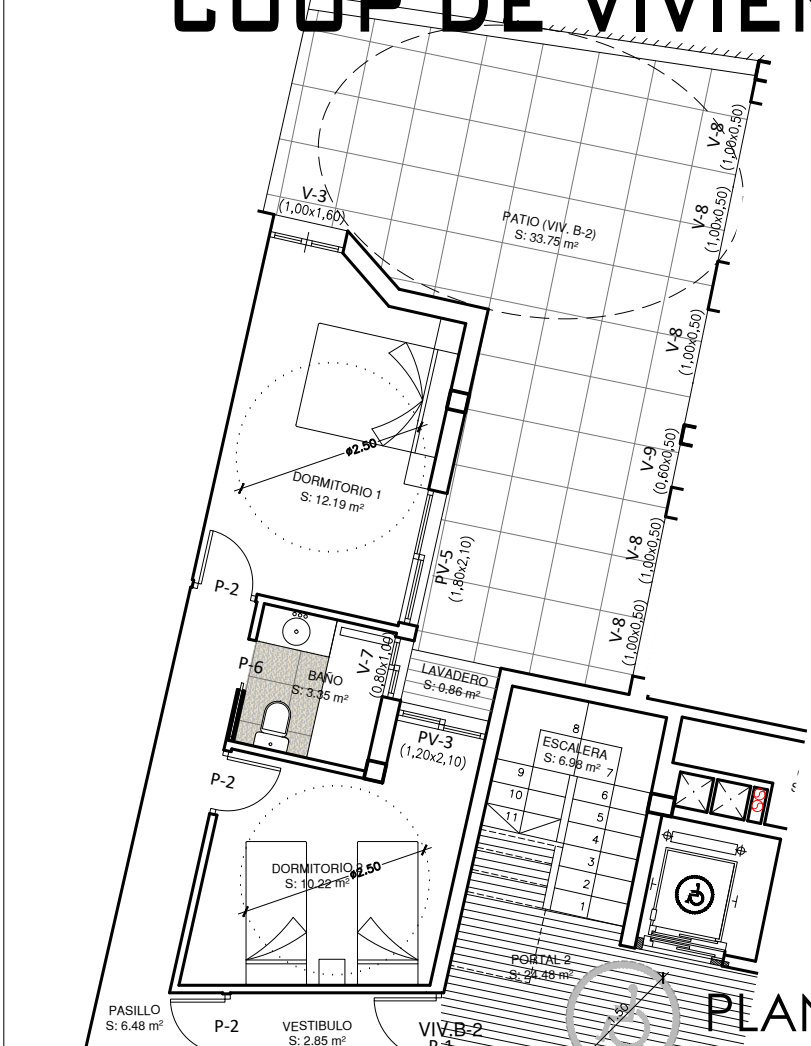 COOP DE VIVIEN
V-8
(1,00x0,50)
V-3
(1,00x1,60)
V-8
(1,00x0,50)
PATIO (VIV. B-2)
S: 33.75 m²
V-8
(1,00x0,50)
ø2.50
V-9
(0,60x0,50)
DORMITORIO 1
S: 12.19 m²
V-8
(1,00x0,50)
PV-5
(1,80x2,10)
P-2
V-8
(1,00x0,50)
P-6
BAÑO
S: 3.35 m²
V-7
(0,80x1,00)
LAVADERO
S: 0.86 m²
PV-3
(1,20x2,10)
ESCALERA
S: 6.98 m²
8
9
7
10
6
11
5
4
3
2
1
P-2
DORMITORIO 2
S: 10.22 m²
ø2.50
PORTAL 2
S: 24.48 m²
1,50
PLAN
PASILLO
S: 6.48 m²
P-2
VESTIBULO
S: 2.85 m²
VIV.B-2
P-1